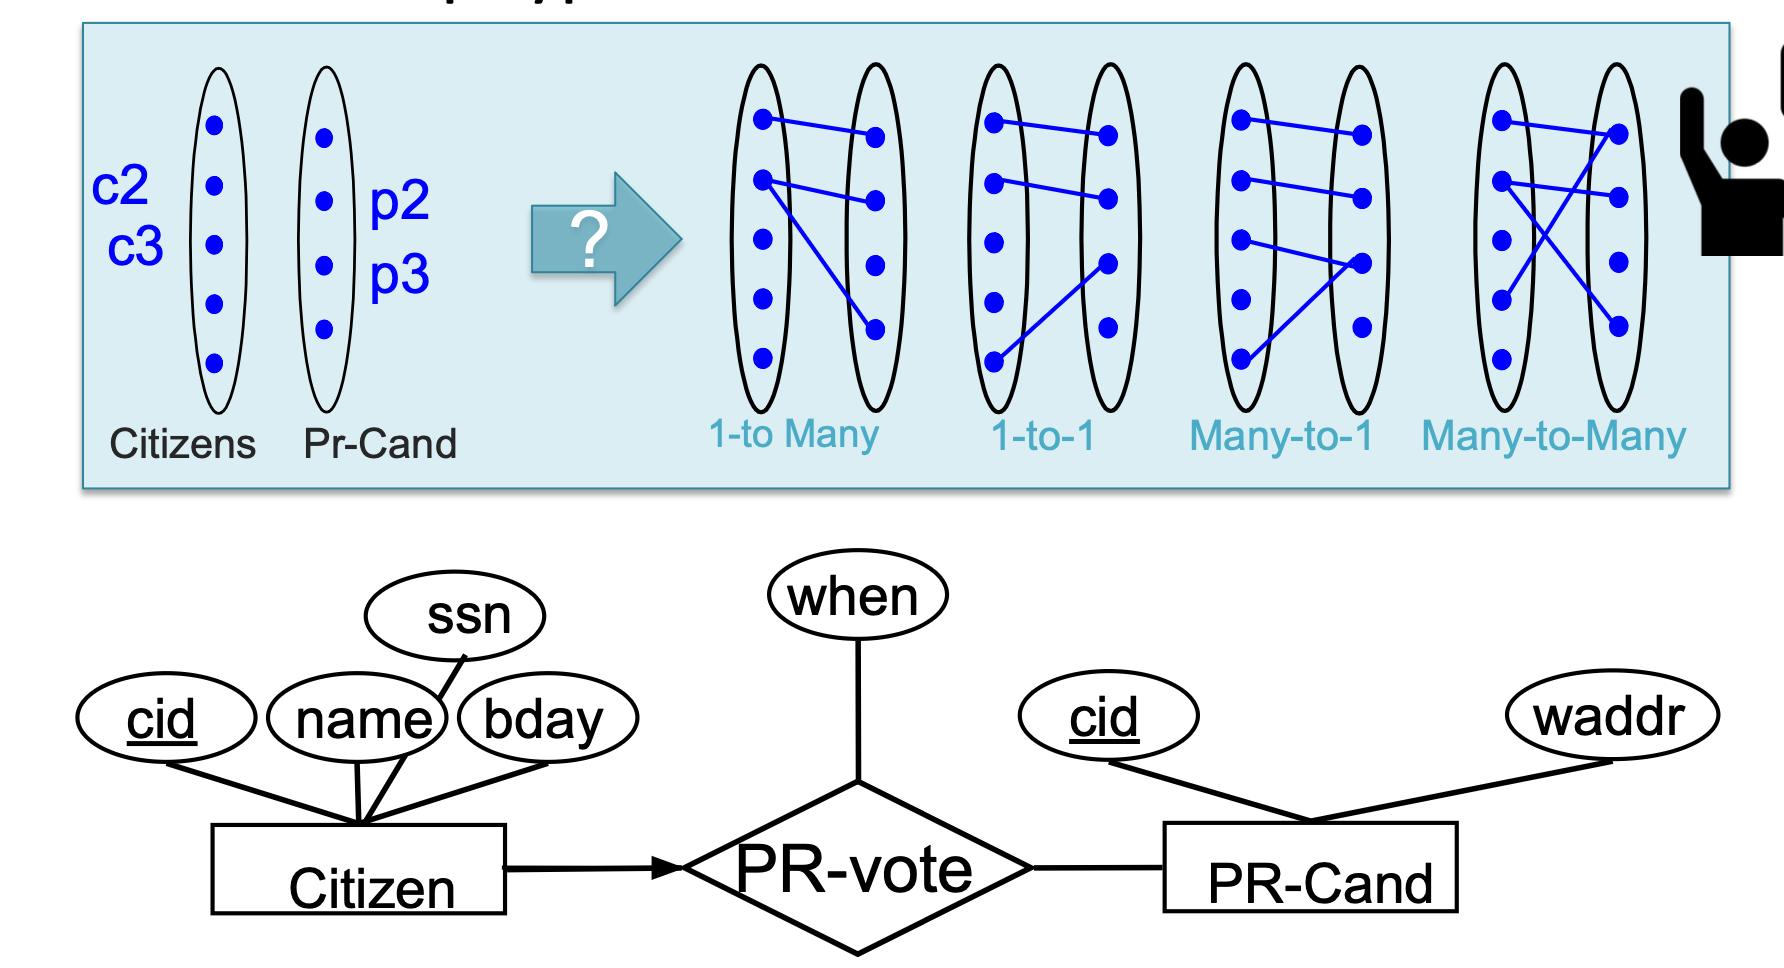 c2
c3
p2
p3
?
Citizens
Pr-Cand
1-to Many
1-to-1
Many-to-1
Many-to-Many
when
ssn
cid
name
bday
cid
waddr
Citizen
PR-vote
PR-Cand